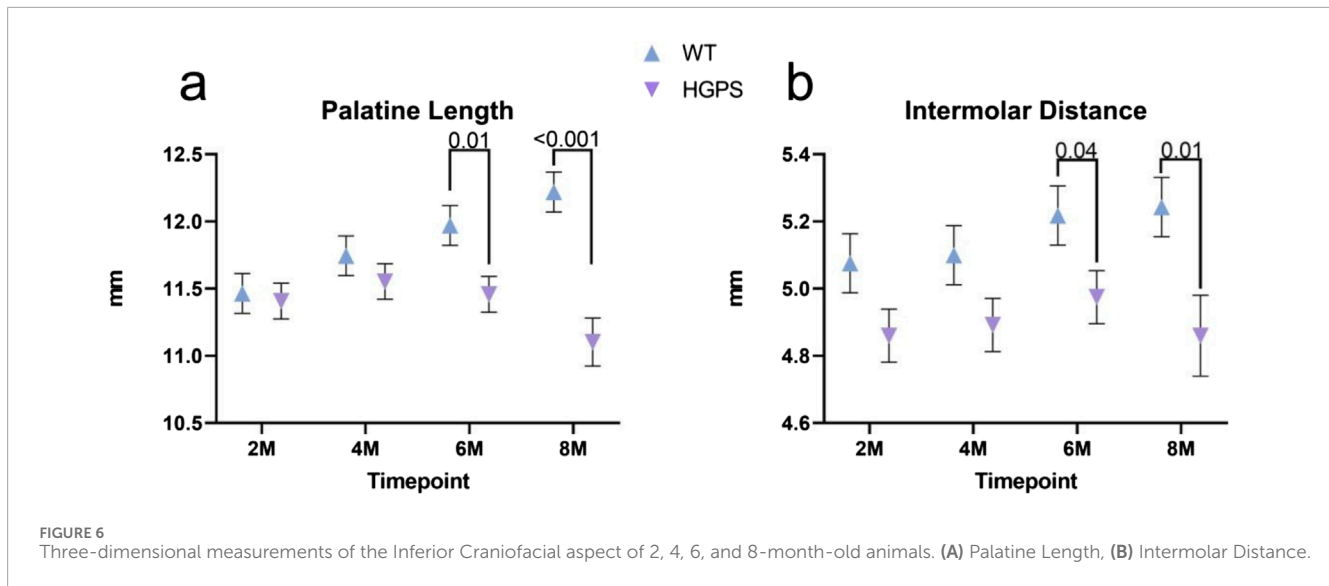 WT
HGPS
a
Palatine Length
0.01
<0.001
12.5
12.0
11.5
11.0
10.5
mm
2M
4M
6M
8M
Timepoint
b
Intermolar Distance
0.04
0.01
5.4
5.2
5.0
4.8
4.6
mm
2M
4M
6M
8M
Timepoint
FIGURE 6
Three-dimensional measurements of the Inferior Craniofacial aspect of 2, 4, 6, and 8-month-old animals. (A) Palatine Length, (B) Intermolar Distance.